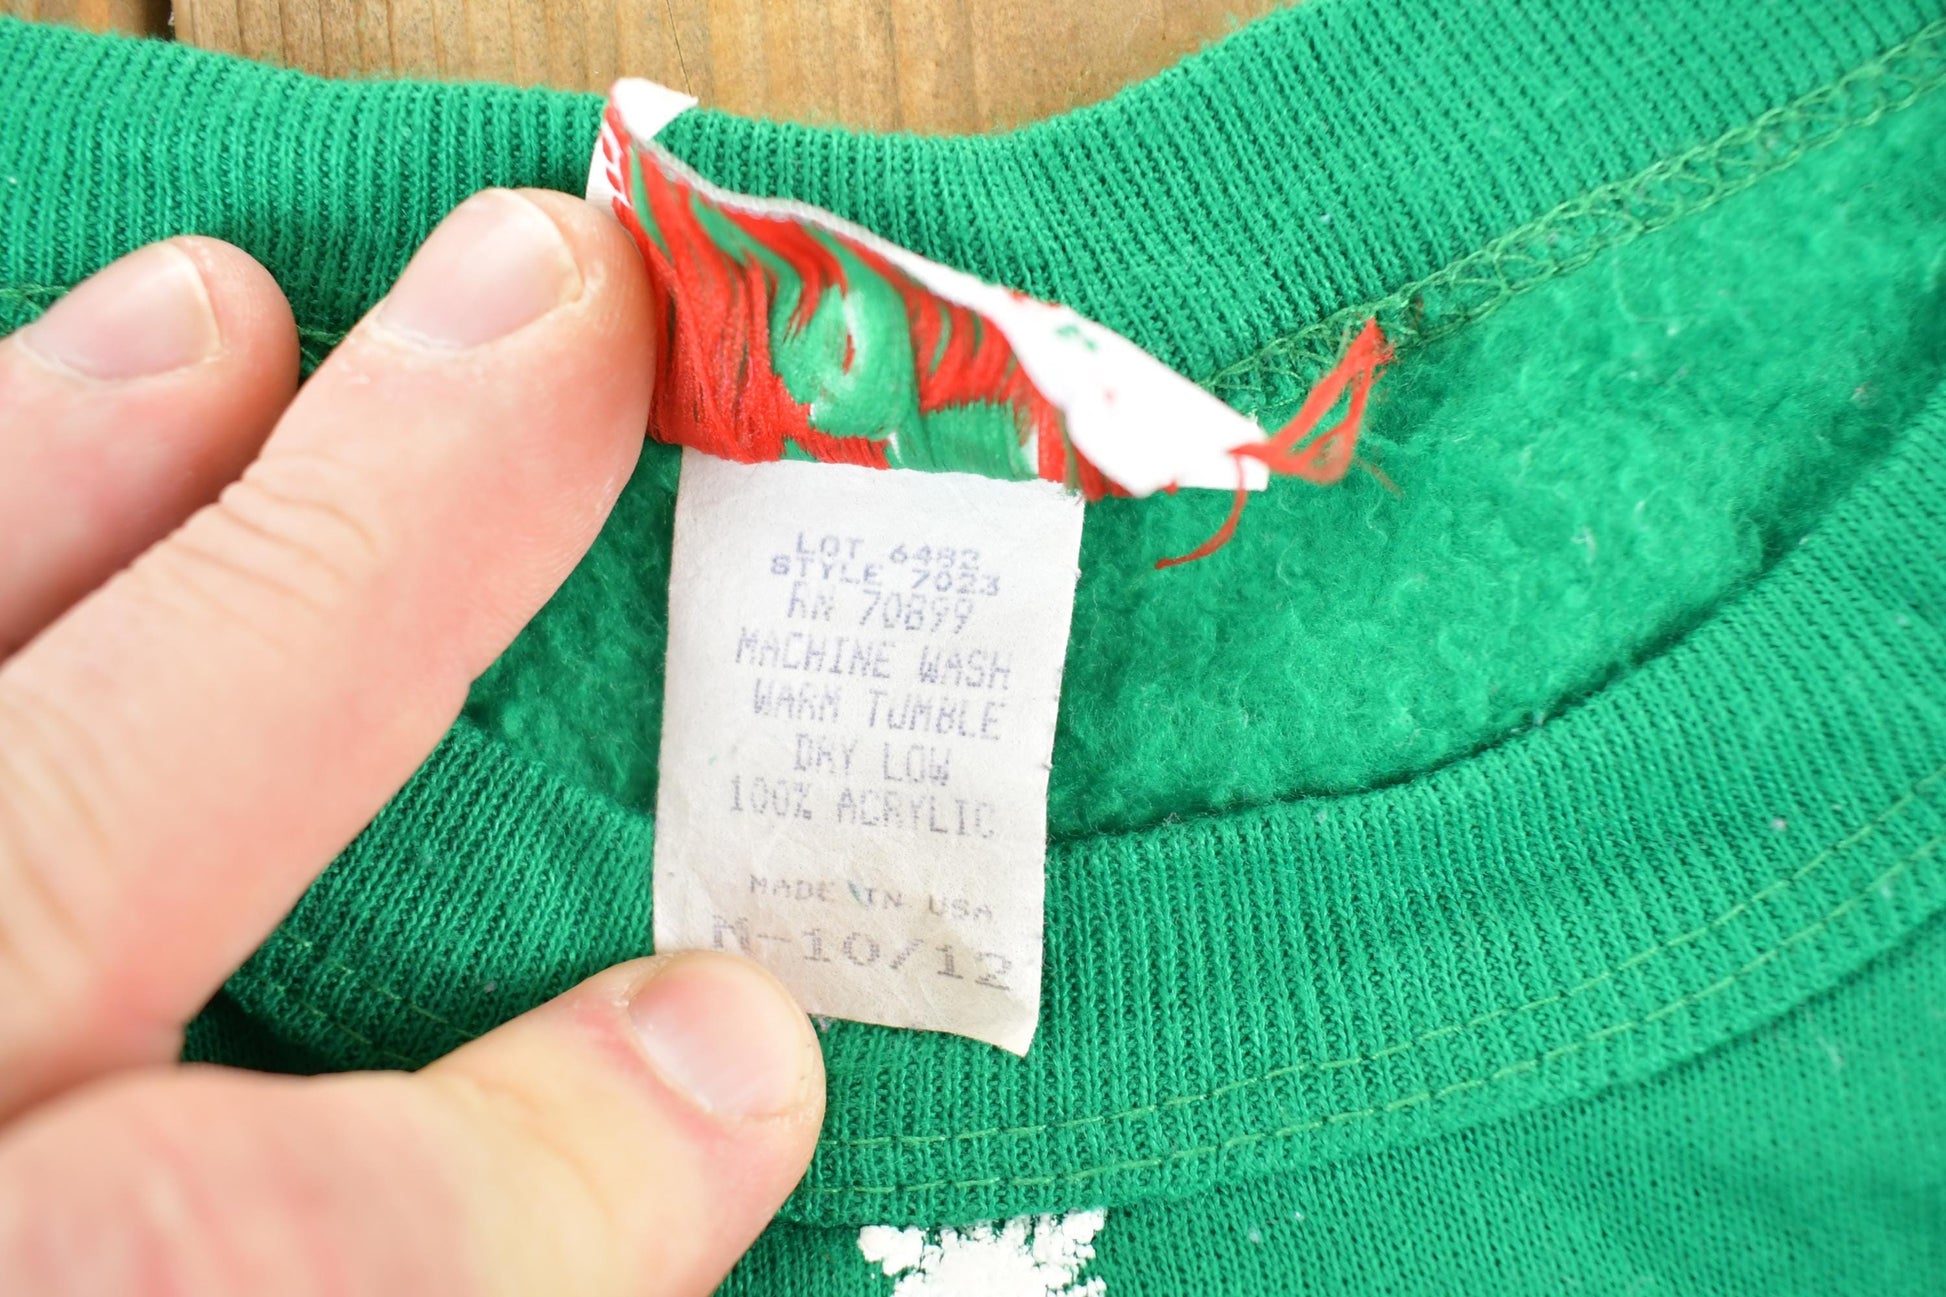 LOT 6482
STYLE 7023
RN 70899
MACHINE WASH
WARM TUMBLE
DRY LOW
100% ACRYLIC
MADE IN USA
M-10/12